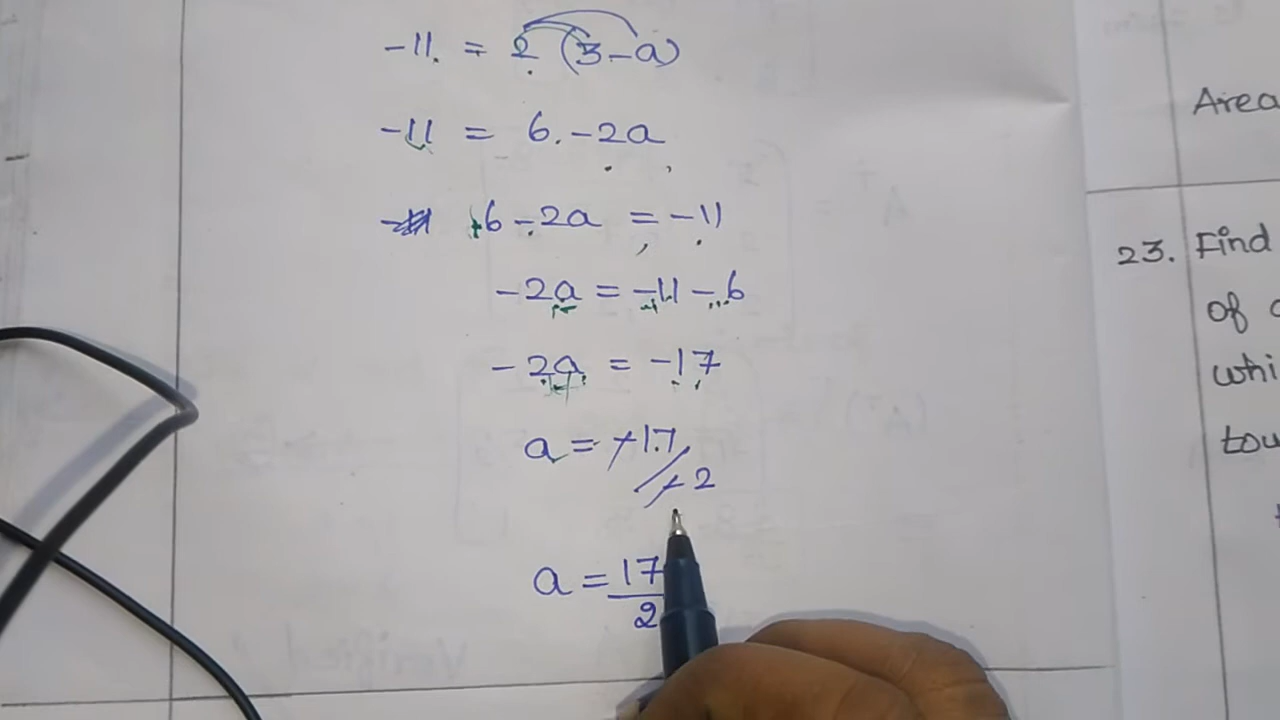 -11 = 2 (3-a)
-11 = 6 -2a
+6-2a = -11
-2a = -11-6
-2a = -17
a = -17/-2
a = 17/2
Area
23. Find
of
whi
tou